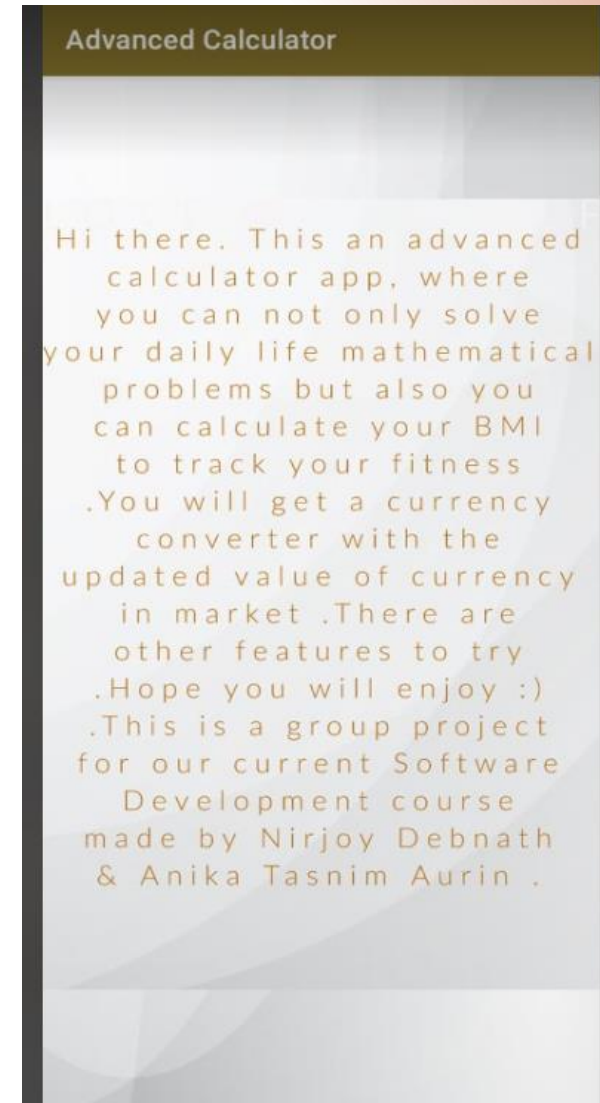 Advanced Calculator
Hi there. This an advanced
calculator app, where
you can not only solve
your daily life mathematical
problems but also you
can calculate your BMI
to track your fitness
.You will get a currency
converter with the
updated value of currency
in market .There are
other features to try
.Hope you will enjoy :)
.This is a group project
for our current Software
Development course
made by Nirjoy Debnath
& Anika Tasnim Aurin .